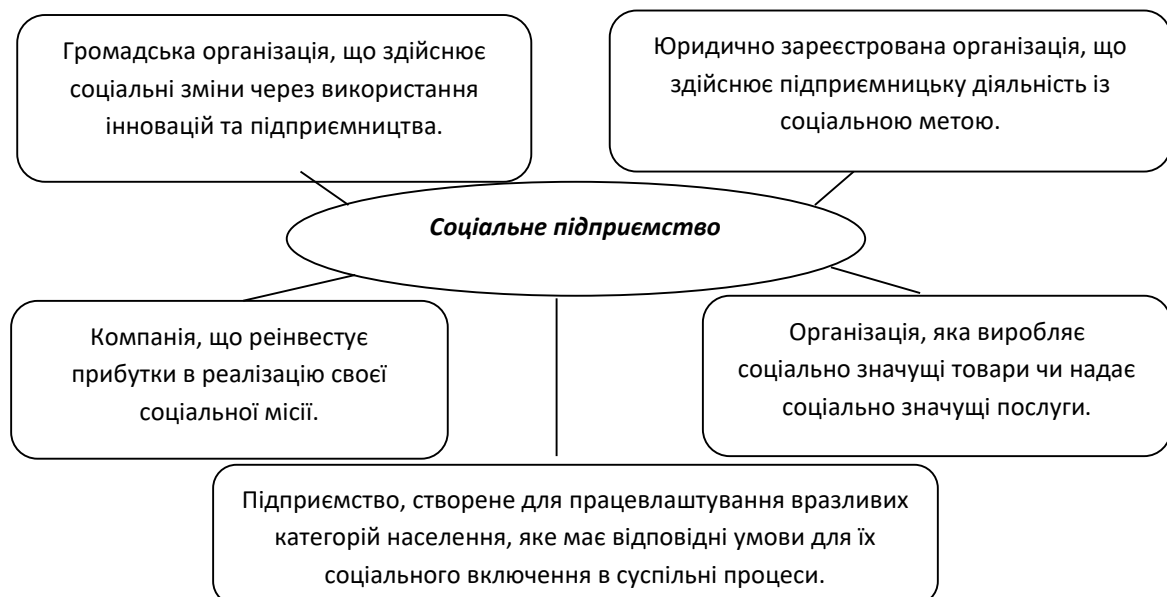 Громадська організація, що здійснює
соціальні зміни через використання
інновацій та підприємництва.
Юридично зареєстрована організація, що
здійснює підприємницьку діяльність із
соціальною метою.
Соціальне підприємство
Компанія, що реінвестує
прибутки в реалізацію своєї
соціальної місії.
Організація, яка виробляє
соціально значущі товари чи надає
соціально значущі послуги.
Підприємство, створене для працевлаштування вразливих
категорій населення, яке має відповідні умови для їх
соціального включення в суспільні процеси.